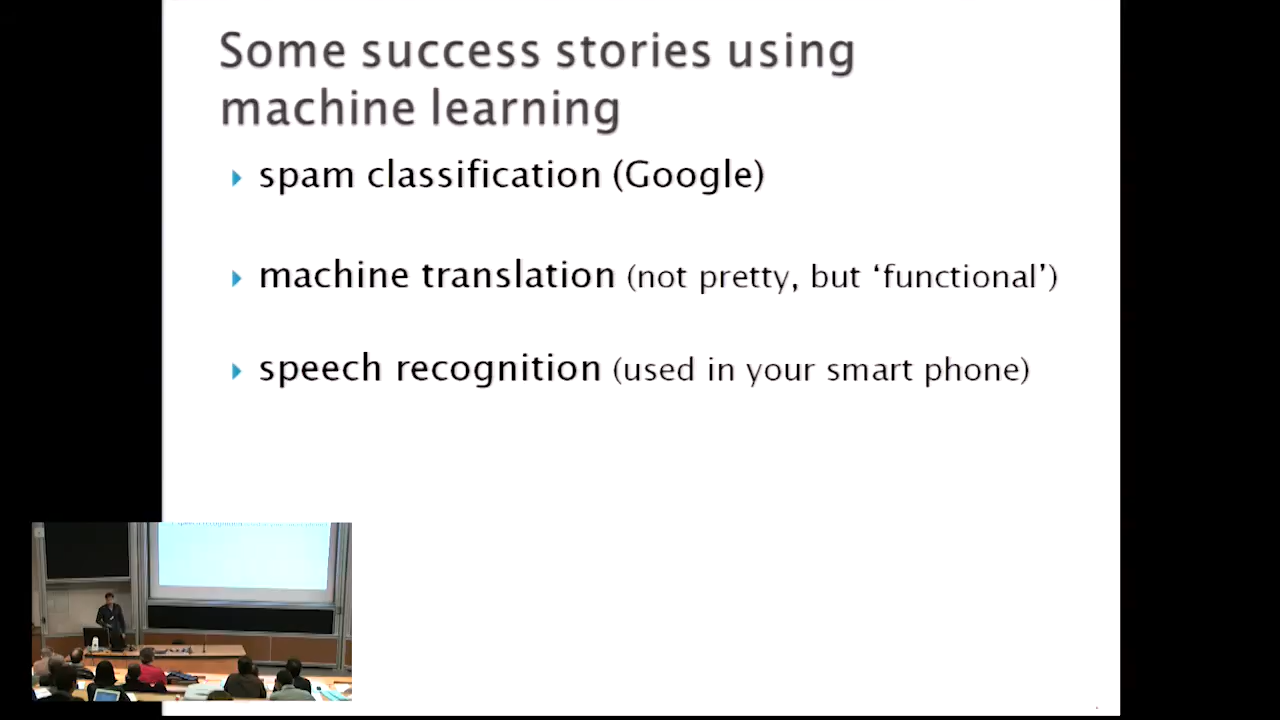 Some success stories using
machine learning
spam classification (Google)
machine translation (not pretty, but ‘functional’)
speech recognition (used in your smart phone)